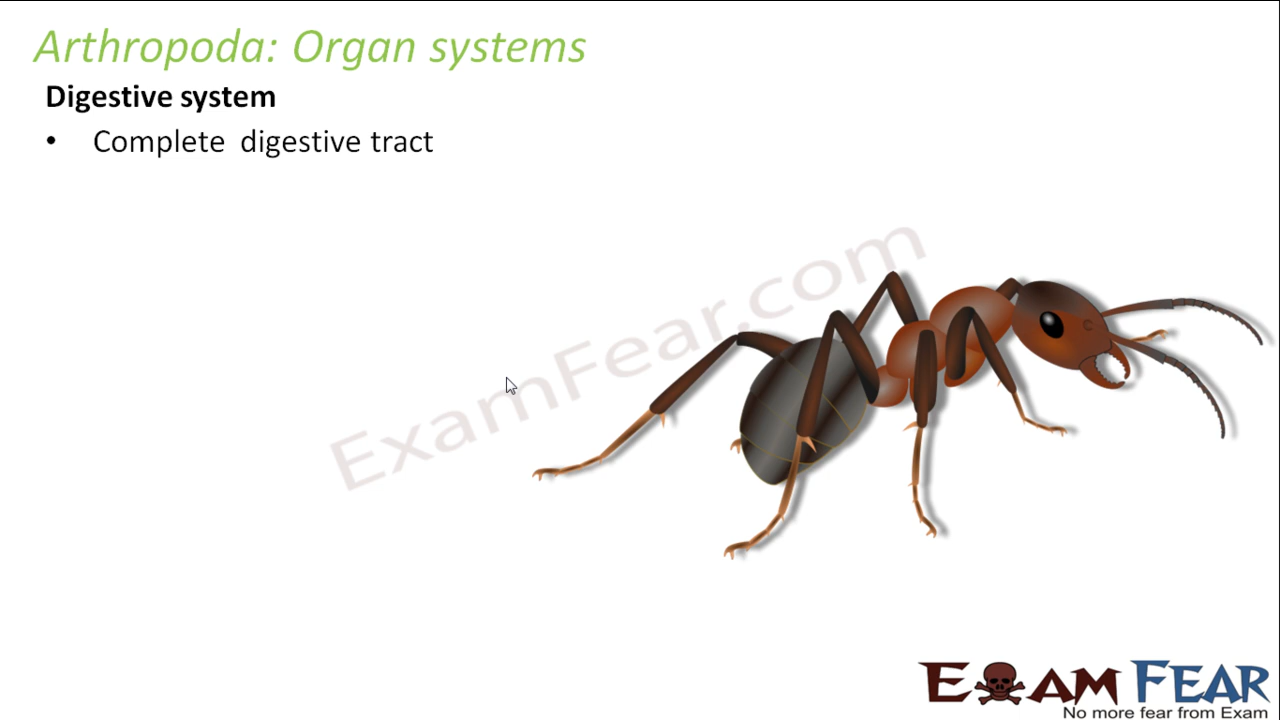 Arthropoda: Organ systems
Digestive system
• Complete digestive tract
ExamFear.com
EXAM FEAR
No more fear from Exam